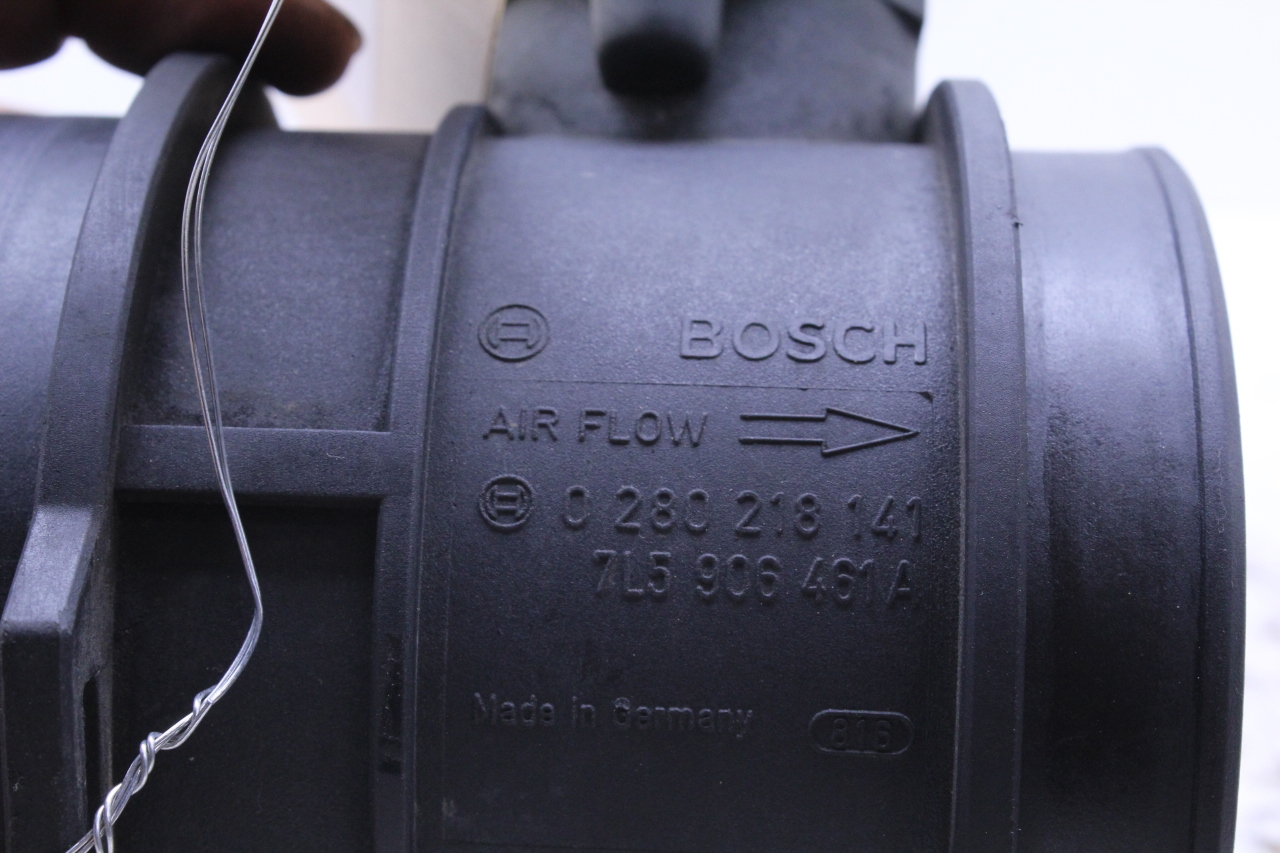 BOSCH
AIR FLOW
0 280 218 141
7L5 906 461A
Made in Germany
816